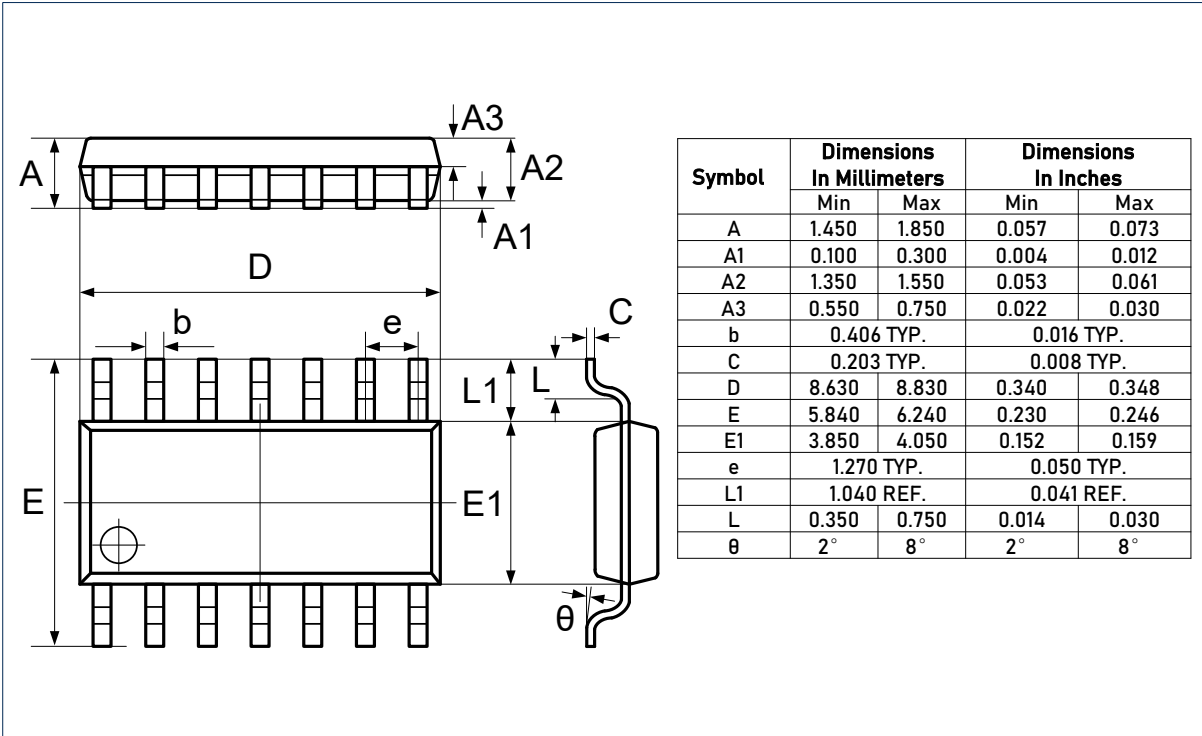 A3
A
A2
A1
D
b
e
C
L1
L
E
E1
θ
Symbol Dimensions In Millimeters Dimensions In Inches
Min Max Min Max
A 1.450 1.850 0.057 0.073
A1 0.100 0.300 0.004 0.012
A2 1.350 1.550 0.053 0.061
A3 0.550 0.750 0.022 0.030
b 0.406 TYP. 0.016 TYP.
C 0.203 TYP. 0.008 TYP.
D 8.630 8.830 0.340 0.348
E 5.840 6.240 0.230 0.246
E1 3.850 4.050 0.152 0.159
e 1.270 TYP. 0.050 TYP.
L1 1.040 REF. 0.041 REF.
L 0.350 0.750 0.014 0.030
θ 2° 8° 2° 8°